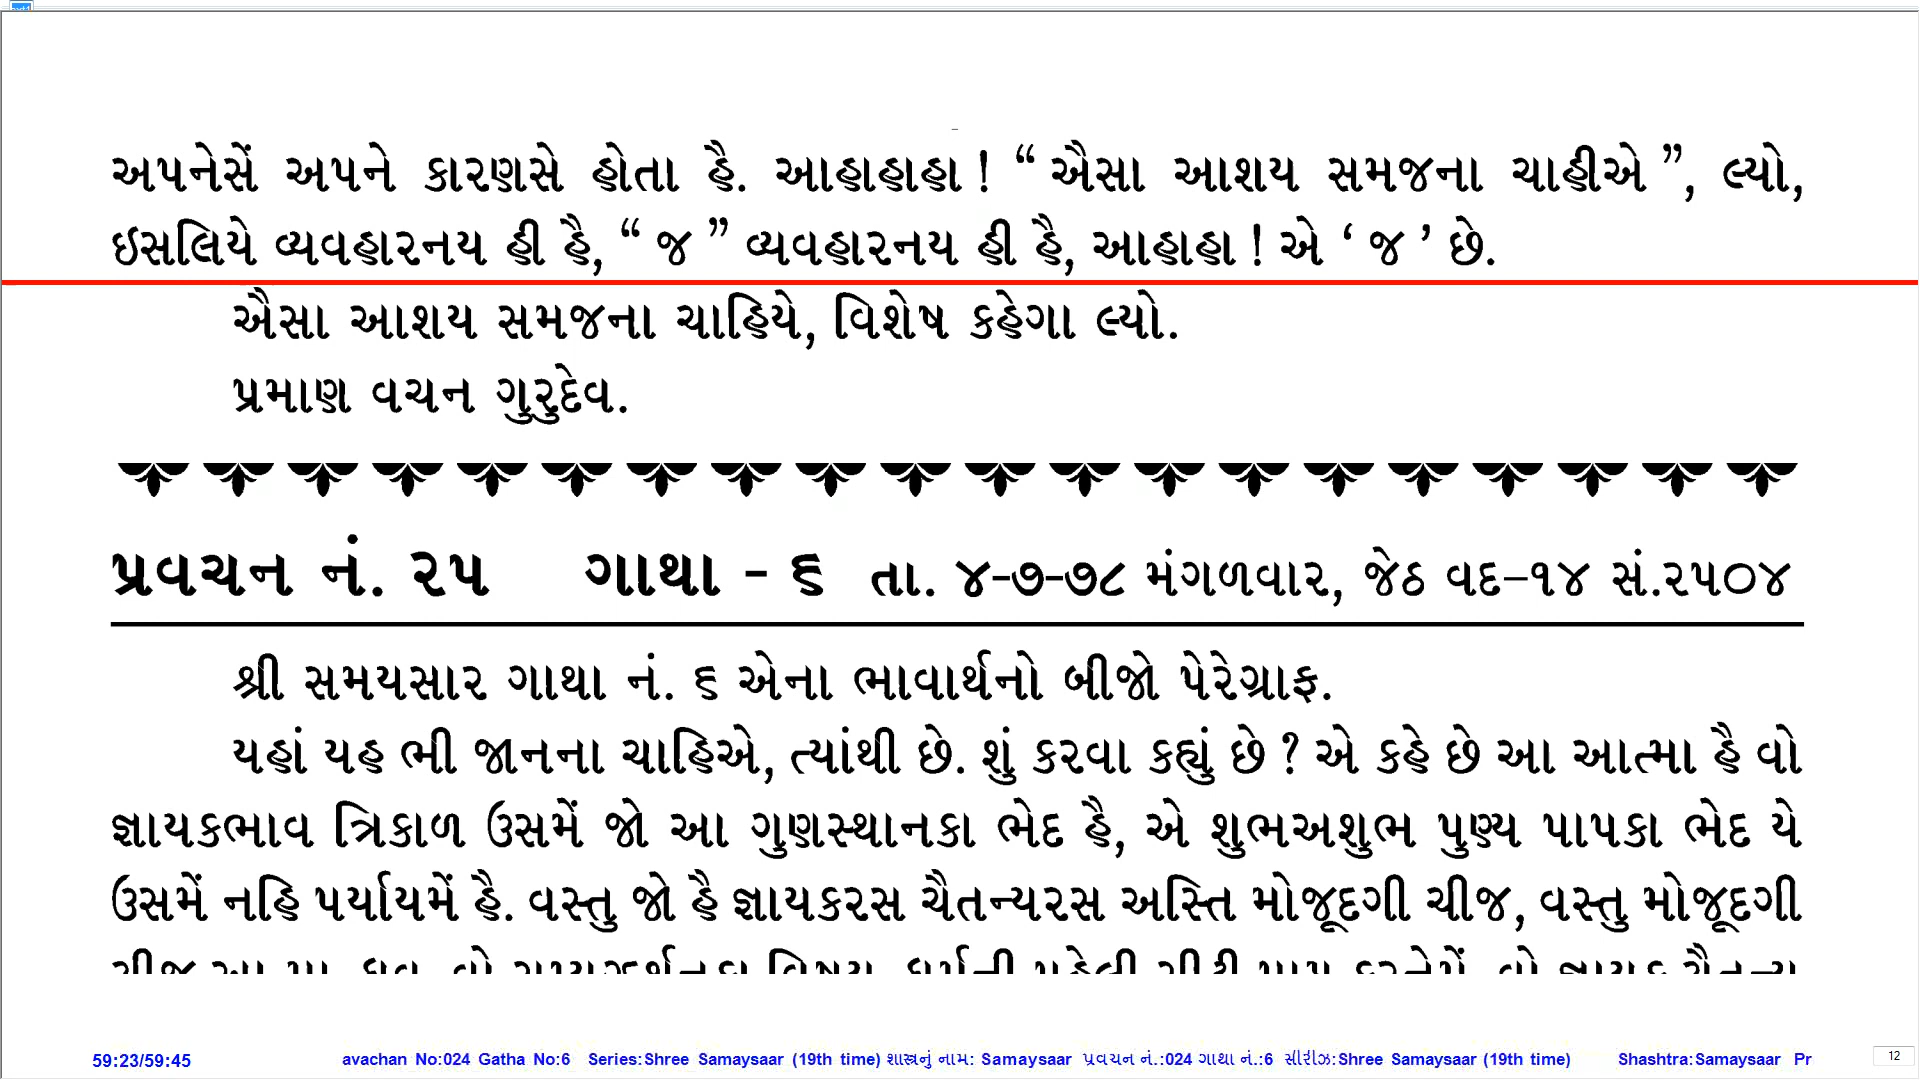 અપનેસેં અપને કારણસે હોતા હૈ. આહાહાહા ! “ ઐસા આશય સમજના ચાહીએ ”, લ્યો,
ઈસલિયે વ્યવહારનય હી હૈ, “ જ ” વ્યવહારનય હી હૈ, આહાહા ! એ ‘ જ ’ છે.
ઐસા આશય સમજના ચાહિયે, વિશેષ કહેગા લ્યો.
પ્રમાણ વચન ગુરુદેવ.
પ્રવચન નં. ૨૫ ગાથા - ૬ તા. ૪-૭-૭૮ મંગળવાર, જેઠ વદ-૧૪ સં.૨૫૦૪
શ્રી સમયસાર ગાથા નં. ૬ એના ભાવાર્થનો બીજો પેરેગ્રાફ.
યહાં યહ ભી જાનના ચાહિએ, ત્યાંથી છે. શું કરવા કહ્યું છે ? એ કહે છે આ આત્મા હૈ વો
જ્ઞાયકભાવ ત્રિકાળ ઉસમેં જો આ ગુણસ્થાનકા ભેદ હૈ, એ શુભઅશુભ પુણ્ય પાપકા ભેદ યે
ઉસમેં નહિ પર્યાયમેં હૈ. વસ્તુ જો હૈ જ્ઞાયકરસ ચૈતન્યરસ અસ્તિ મોજૂદગી ચીજ, વસ્તુ મોજૂદગી
59:23/59:45 avachan No:024 Gatha No:6 Series:Shree Samaysaar (19th time) શાસ્ત્રનું નામ: Samaysaar પ્રવચન નં.:024 ગાથા નં.:6 સીરીઝ:Shree Samaysaar (19th time) Shashtra:Samaysaar Pr 12